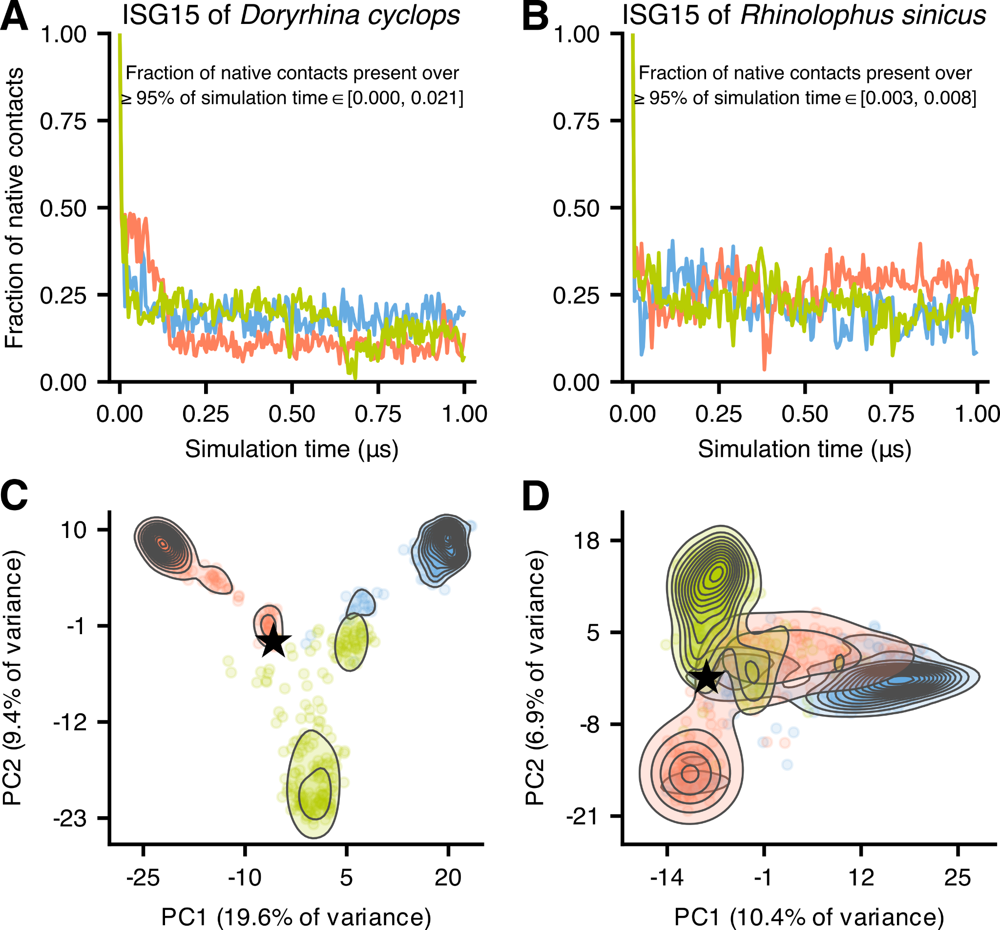 A
ISG15 of Doryrhina cyclops
Fraction of native contacts
1.00
0.75
0.50
0.25
0.00
Fraction of native contacts present over
≥ 95% of simulation time ∈ [0.000, 0.021]
0.00 0.25 0.50 0.75 1.00
Simulation time (µs)
B
ISG15 of Rhinolophus sinicus
1.00
0.75
0.50
0.25
0.00
Fraction of native contacts present over
≥ 95% of simulation time ∈ [0.003, 0.008]
0.00 0.25 0.50 0.75 1.00
Simulation time (µs)
C
PC2 (9.4% of variance)
10
-1
-12
-23
-25 -10 5 20
PC1 (19.6% of variance)
D
PC2 (6.9% of variance)
18
5
-8
-21
-14 -1 12 25
PC1 (10.4% of variance)